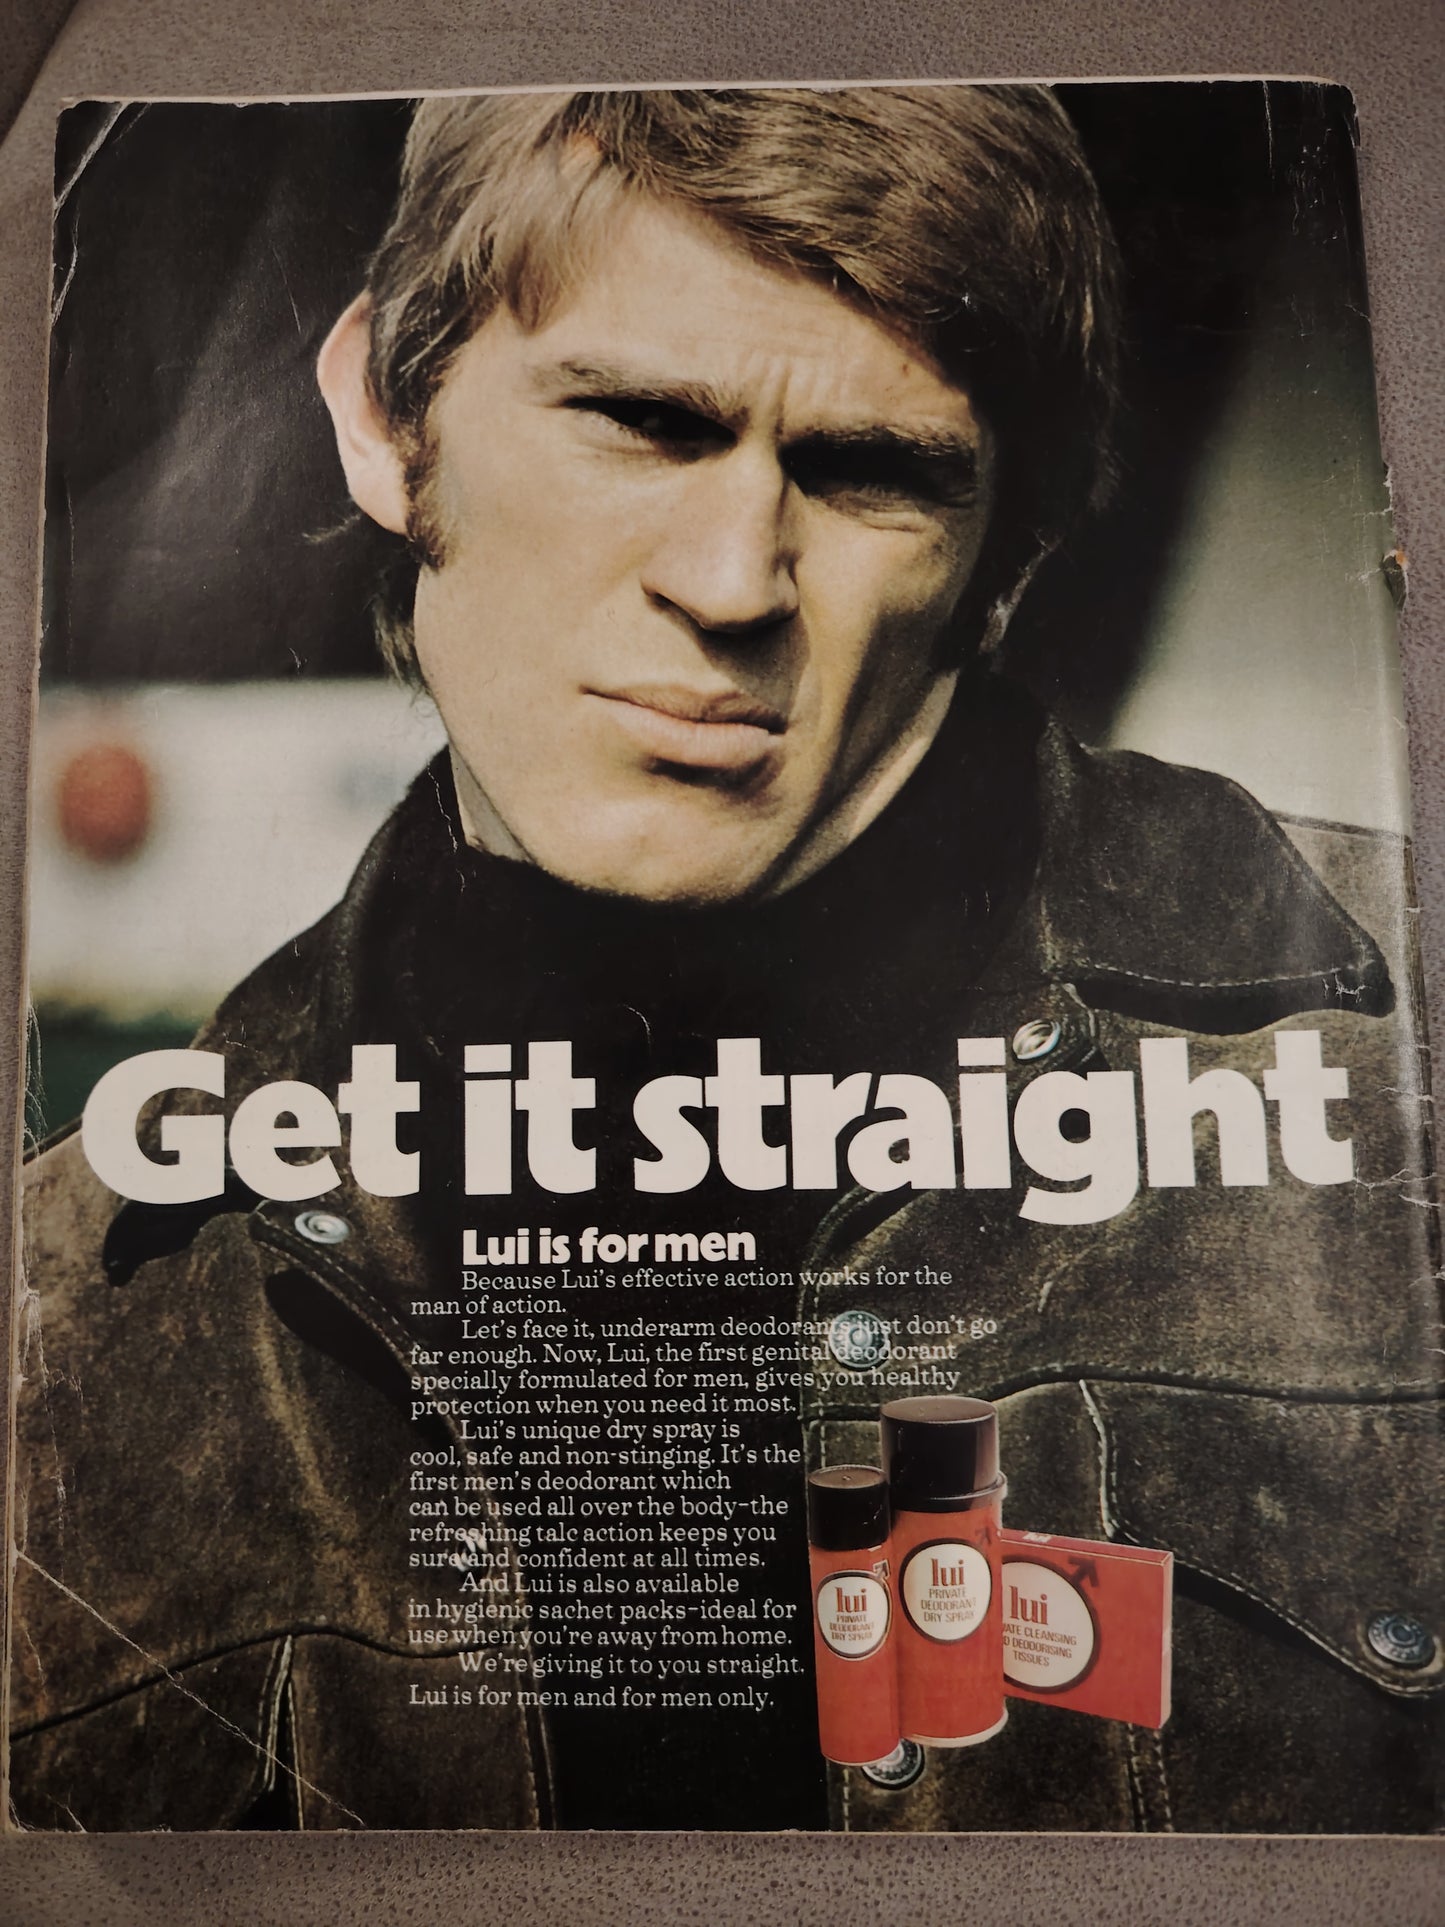 Get it straight
Lui is for men
Because Lui's effective action works for the
man of action.
Let's face it, underarm deodorants just don't go
far enough. Now, Lui, the first genital deodorant
specially formulated for men, gives you healthy
protection when you need it most.
Lui's unique dry spray is
cool, safe and non-stinging. It's the
first men's deodorant which
can be used all over the body-the
refreshing talc action keeps you
sure and confident at all times.
And Lui is also available
in hygienic sachet packs-ideal for
use when you're away from home.
We're giving it to you straight.
Lui is for men and for men only.
lui
PRIVATE
DEODORANT
DRY SPRAY
lui
PRIVATE
DEODORANT
DRY SPRAY
lui
VATE CLEANSING
D DEODORISING
TISSUES